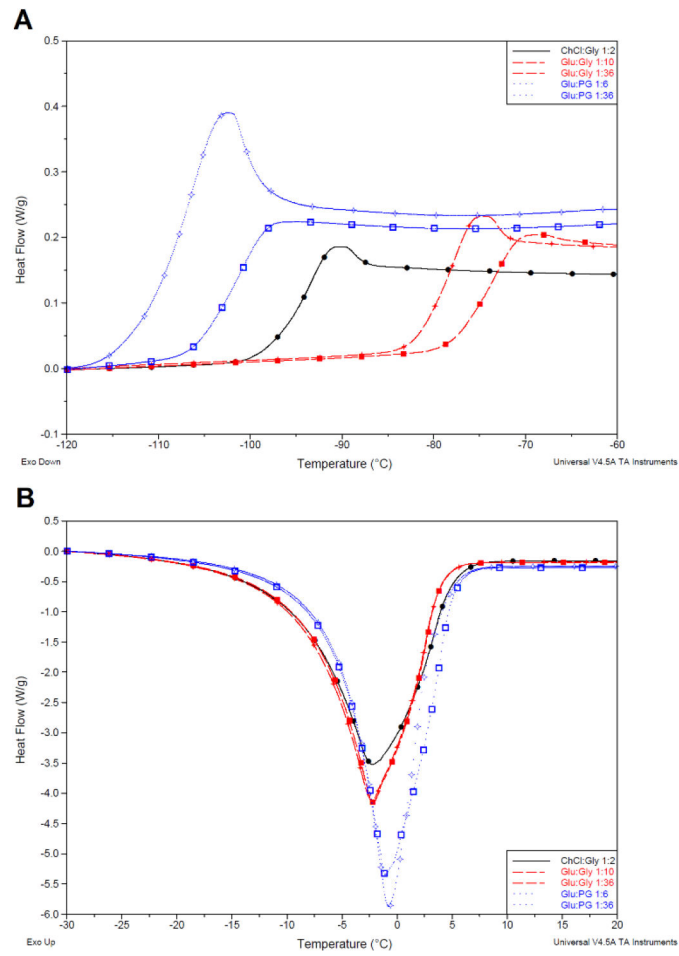 A
ChCl:Gly 1:2
Glu:Gly 1:10
Glu:Gly 1:36
Glu:PG 1:6
Glu:PG 1:36
0.5
0.4
0.3
0.2
0.1
0.0
-0.1
Heat Flow (W/g)
-120 -110 -100 -90 -80 -70 -60
Exo Down
Temperature (°C)
Universal V4.5A TA Instruments
B
0.5
0.0
-0.5
-1.0
-1.5
-2.0
-2.5
-3.0
-3.5
-4.0
-4.5
-5.0
-5.5
-6.0
Heat Flow (W/g)
ChCl:Gly 1:2
Glu:Gly 1:10
Glu:Gly 1:36
Glu:PG 1:6
Glu:PG 1:36
-30 -25 -20 -15 -10 -5 0 5 10 15 20
Exo Up
Temperature (°C)
Universal V4.5A TA Instruments